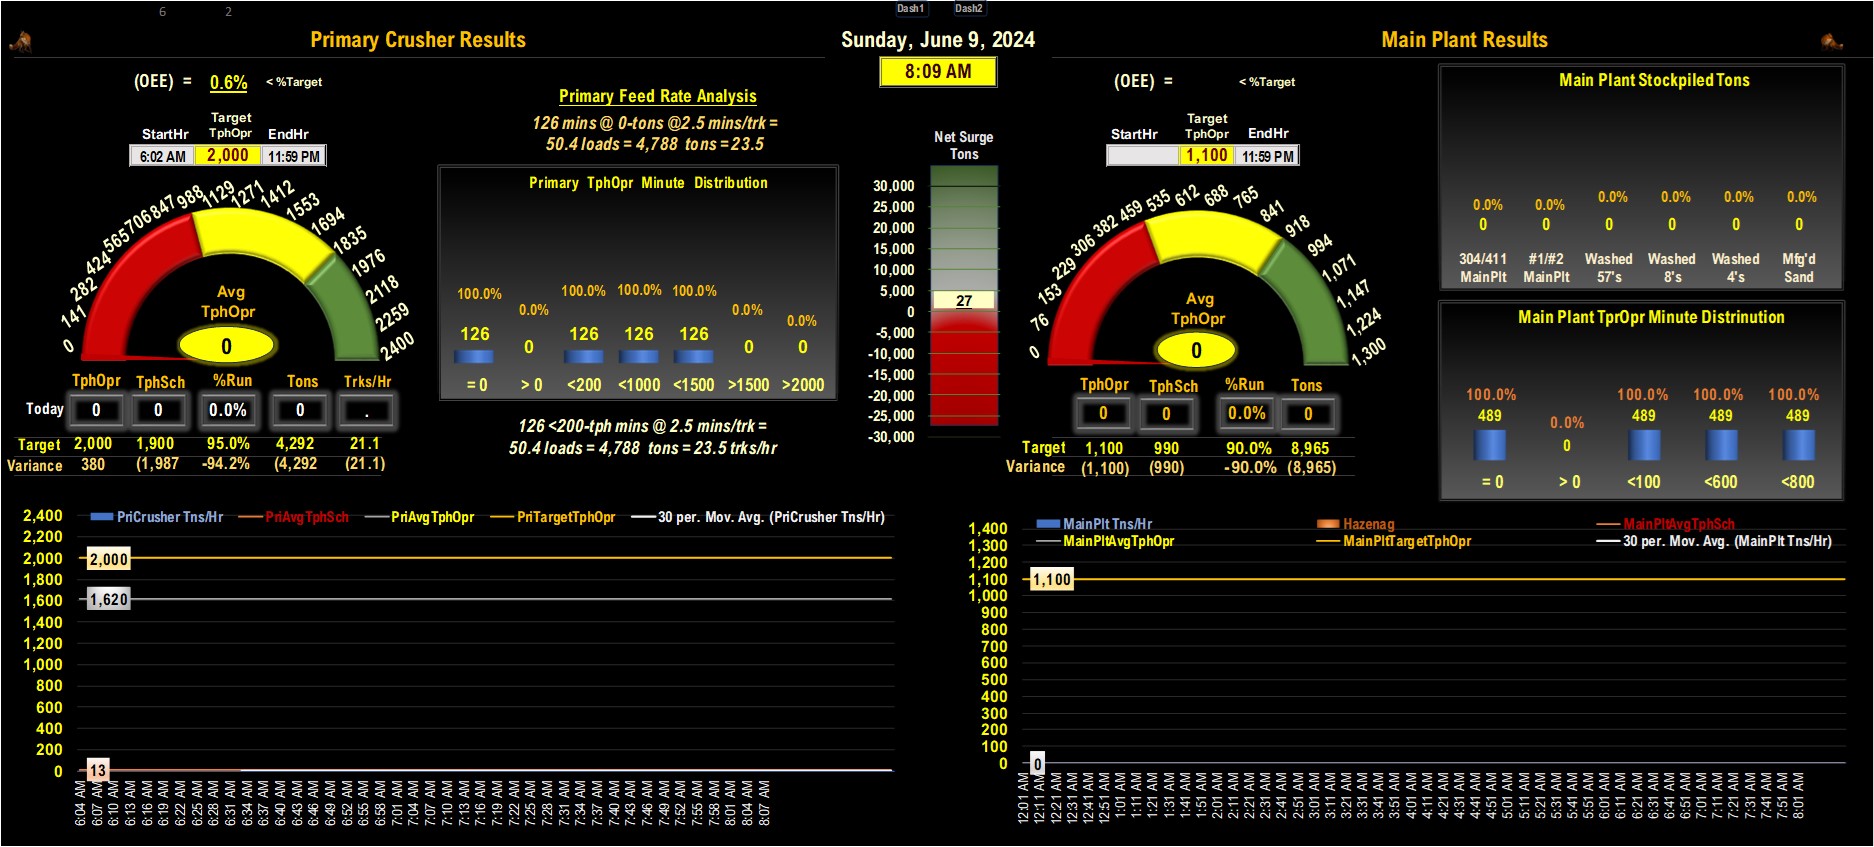 6 2
Dash1 Dash2
Primary Crusher Results
Sunday, June 9, 2024
Main Plant Results
8:09 AM
(OEE) = 0.6% < %Target
Target
StartHr TphOpr EndHr
6:02 AM 2,000 11:59 PM
0 141 282 424 565 706 847 988 1129 1271 1412 1553 1694 1835 1976 2118 2259 2400
Avg
TphOpr
0
TphOpr TphSch %Run Tons Trks/Hr
Today 0 0 0.0% 0 .
Target 2,000 1,900 95.0% 4,292 21.1
Variance 380 (1,987 -94.2% (4,292 (21.1)
Primary Feed Rate Analysis
126 mins @ 0-tons @2.5 mins/trk =
50.4 loads = 4,788 tons = 23.5
Primary TphOpr Minute Distribution
100.0% 0.0% 100.0% 100.0% 100.0% 0.0% 0.0%
126 0 126 126 126 0 0
= 0 > 0 <200 <1000 <1500 >1500 >2000
126 <200-tph mins @ 2.5 mins/trk =
50.4 loads = 4,788 tons = 23.5 trks/hr
Net Surge
Tons
30,000
25,000
20,000
15,000
10,000
5,000
27
0
-5,000
-10,000
-15,000
-20,000
-25,000
-30,000
(OEE) = < %Target
Target
StartHr TphOpr EndHr
1,100 11:59 PM
0 76 153 229 306 382 459 535 612 688 765 841 918 994 1,071 1,147 1,224 1,300
Avg
TphOpr
0
TphOpr TphSch %Run Tons
0 0 0.0% 0
Target 1,100 990 90.0% 8,965
Variance (1,100) (990) -90.0% (8,965)
Main Plant Stockpiled Tons
0.0% 0.0% 0.0% 0.0% 0.0% 0.0%
0 0 0 0 0 0
304/411 #1/#2 Washed Washed Washed Mfg'd
MainPlt MainPlt 57's 8's 4's Sand
Main Plant TprOpr Minute Distrinution
100.0% 0.0% 100.0% 100.0% 100.0%
489 0 489 489 489
= 0 > 0 <100 <600 <800
PriCrusher Tns/Hr PriAvgTphSch PriAvgTphOpr PriTargetTphOpr 30 per. Mov. Avg. (PriCrusher Tns/Hr)
2,400
2,200
2,000
1,800
1,600
1,400
1,200
1,000
800
600
400
200
0
2,000
1,620
13
6:04 AM 6:07 AM 6:10 AM 6:13 AM 6:16 AM 6:19 AM 6:22 AM 6:25 AM 6:28 AM 6:31 AM 6:34 AM 6:37 AM 6:40 AM 6:43 AM 6:46 AM 6:49 AM 6:52 AM 6:55 AM 6:58 AM 7:01 AM 7:04 AM 7:07 AM 7:10 AM 7:13 AM 7:16 AM 7:19 AM 7:22 AM 7:25 AM 7:28 AM 7:31 AM 7:34 AM 7:37 AM 7:40 AM 7:43 AM 7:46 AM 7:49 AM 7:52 AM 7:55 AM 7:58 AM 8:01 AM 8:04 AM 8:07 AM
MainPlt Tns/Hr Hazenag MainPltAvgTphSch
MainPltAvgTphOpr MainPltTargetTphOpr 30 per. Mov. Avg. (MainPlt Tns/Hr)
1,400
1,300
1,200
1,100
1,000
900
800
700
600
500
400
300
200
100
0
1,100
0
12:01 AM 12:11 AM 12:21 AM 12:31 AM 12:41 AM 12:51 AM 1:01 AM 1:11 AM 1:21 AM 1:31 AM 1:41 AM 1:51 AM 2:01 AM 2:11 AM 2:21 AM 2:31 AM 2:41 AM 2:51 AM 3:01 AM 3:11 AM 3:21 AM 3:31 AM 3:41 AM 3:51 AM 4:01 AM 4:11 AM 4:21 AM 4:31 AM 4:41 AM 4:51 AM 5:01 AM 5:11 AM 5:21 AM 5:31 AM 5:41 AM 5:51 AM 6:01 AM 6:11 AM 6:21 AM 6:31 AM 6:41 AM 6:51 AM 7:01 AM 7:11 AM 7:21 AM 7:31 AM 7:41 AM 7:51 AM 8:01 AM